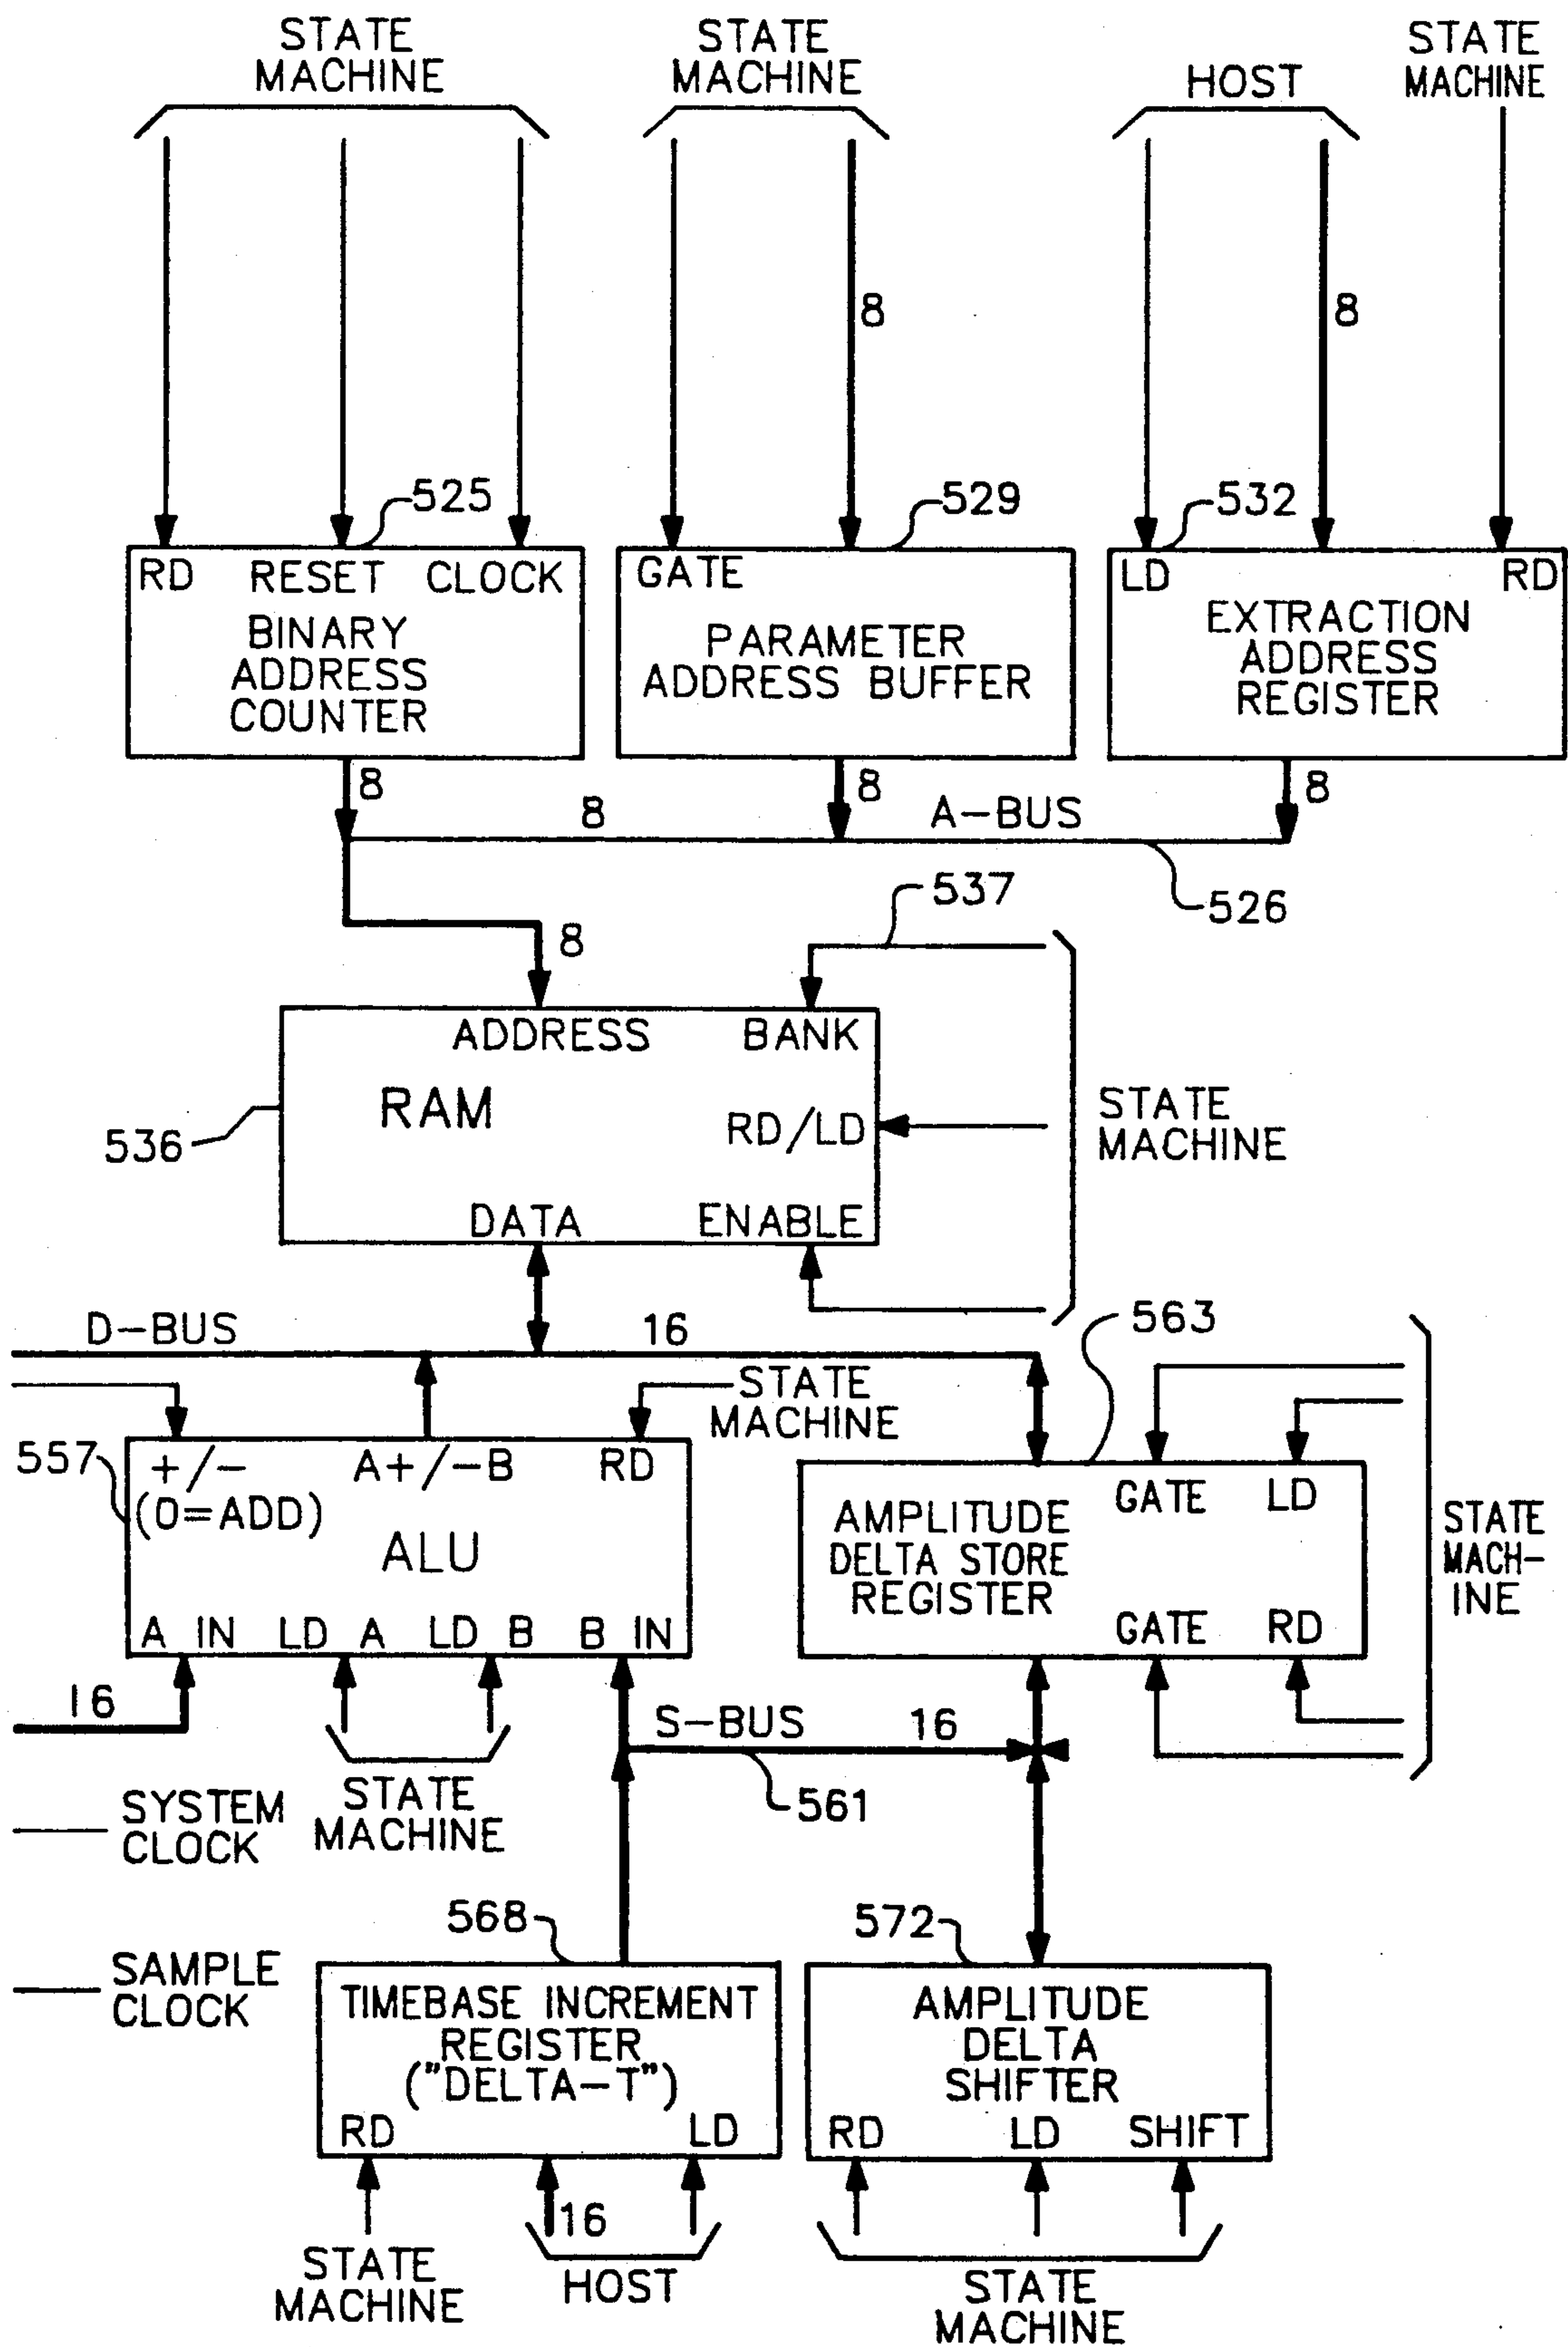 STATE
MACHINE
STATE
MACHINE
HOST
STATE
MACHINE
8
8
525
529
532
RD RESET CLOCK
BINARY
ADDRESS
COUNTER
GATE
PARAMETER
ADDRESS BUFFER
LD RD
EXTRACTION
ADDRESS
REGISTER
8
8
8
8 A-BUS
526
537
8
ADDRESS BANK
RAM
RD/LD
DATA ENABLE
536
STATE
MACHINE
D-BUS 16
563
STATE
MACHINE
557
+/- A+/-B RD
(0=ADD)
ALU
A IN LD A LD B B IN
GATE LD
AMPLITUDE
DELTA STORE
REGISTER
GATE RD
STATE
MACH-
INE
16
S-BUS 16
561
STATE
MACHINE
SYSTEM
CLOCK
SAMPLE
CLOCK
568
572
TIMEBASE INCREMENT
REGISTER
("DELTA-T")
RD LD
AMPLITUDE
DELTA
SHIFTER
RD LD SHIFT
16
STATE
MACHINE
HOST
STATE
MACHINE